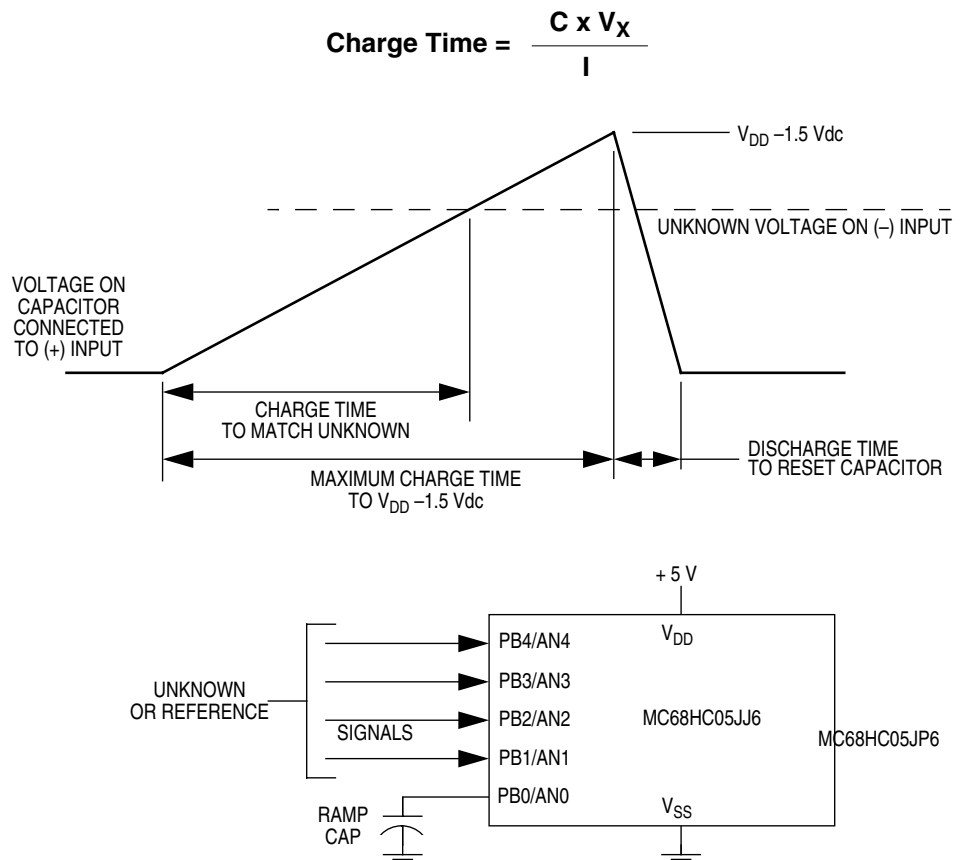 Charge Time = C x VX
I
VDD –1.5 Vdc
UNKNOWN VOLTAGE ON (–) INPUT
VOLTAGE ON
CAPACITOR
CONNECTED
TO (+) INPUT
CHARGE TIME
TO MATCH UNKNOWN
MAXIMUM CHARGE TIME
TO VDD –1.5 Vdc
DISCHARGE TIME
TO RESET CAPACITOR
+ 5 V
VDD
PB4/AN4
PB3/AN3
UNKNOWN
OR REFERENCE
SIGNALS
PB2/AN2
MC68HC05JJ6
MC68HC05JP6
PB1/AN1
PB0/AN0
RAMP
CAP
VSS